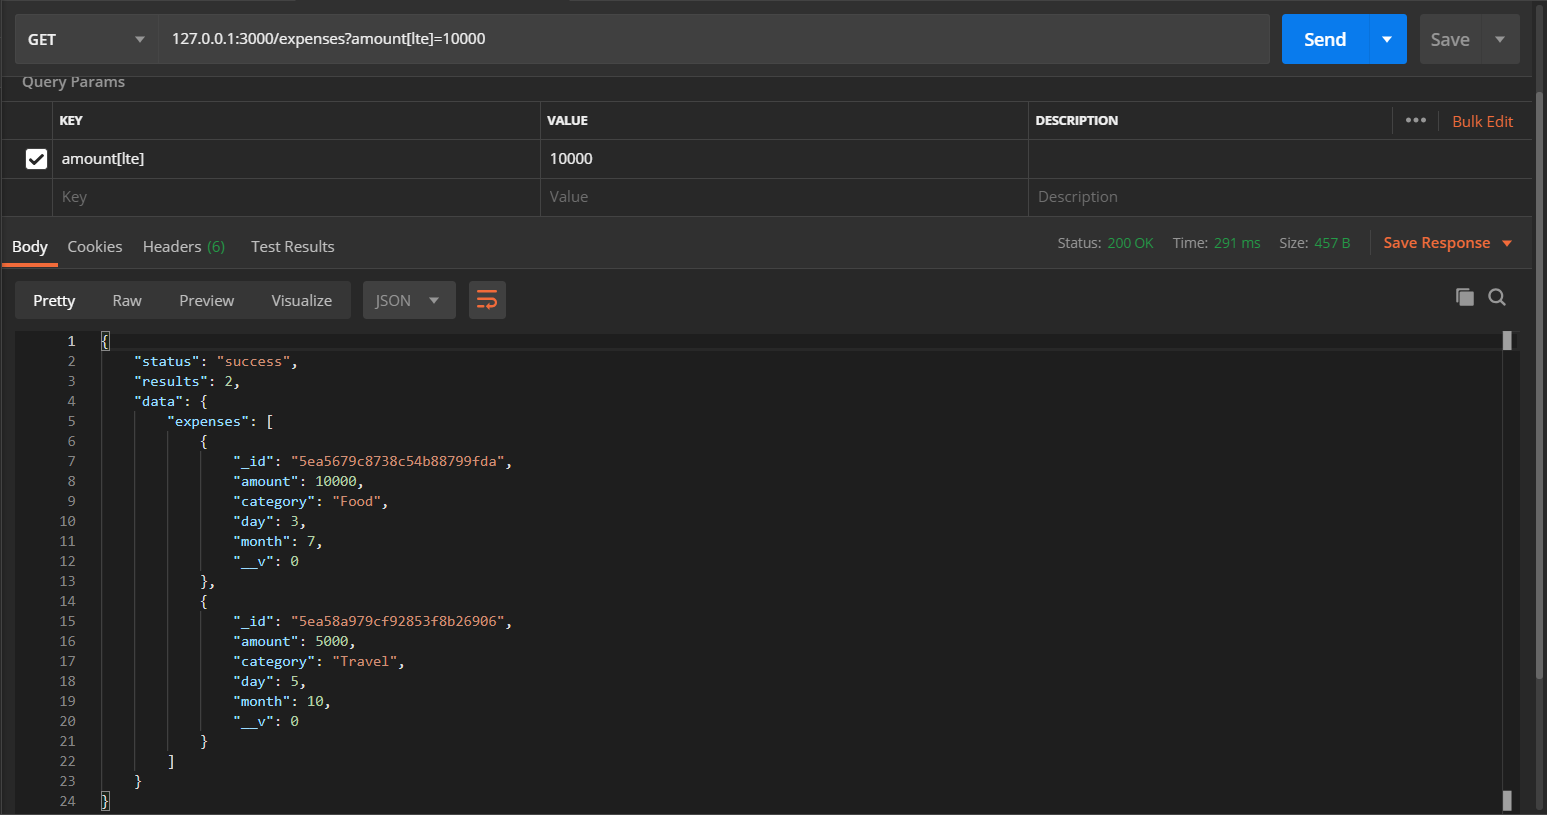 GET 127.0.0.1:3000/expenses?amount[lte]=10000 Send Save
Query Params
KEY VALUE DESCRIPTION ••• Bulk Edit
amount[lte] 10000
Key Value Description
Body Cookies Headers (6) Test Results Status: 200 OK Time: 291 ms Size: 457 B Save Response
Pretty Raw Preview Visualize JSON
1 {
2 "status": "success",
3 "results": 2,
4 "data": {
5 "expenses": [
6 {
7 "_id": "5ea5679c8738c54b88799fda",
8 "amount": 10000,
9 "category": "Food",
10 "day": 3,
11 "month": 7,
12 "__v": 0
13 },
14 {
15 "_id": "5ea58a979cf92853f8b26906",
16 "amount": 5000,
17 "category": "Travel",
18 "day": 5,
19 "month": 10,
20 "__v": 0
21 }
22 ]
23 }
24 }